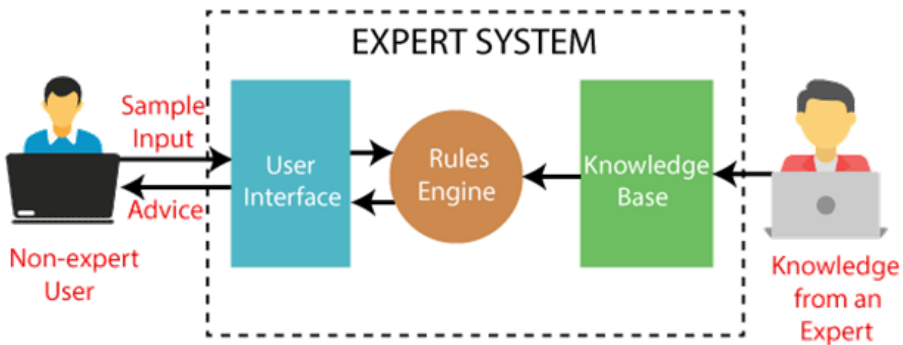 EXPERT SYSTEM
Sample
Input
Advice
Non-expert
User
User
Interface
Rules
Engine
Knowledge
Base
Knowledge
from an
Expert